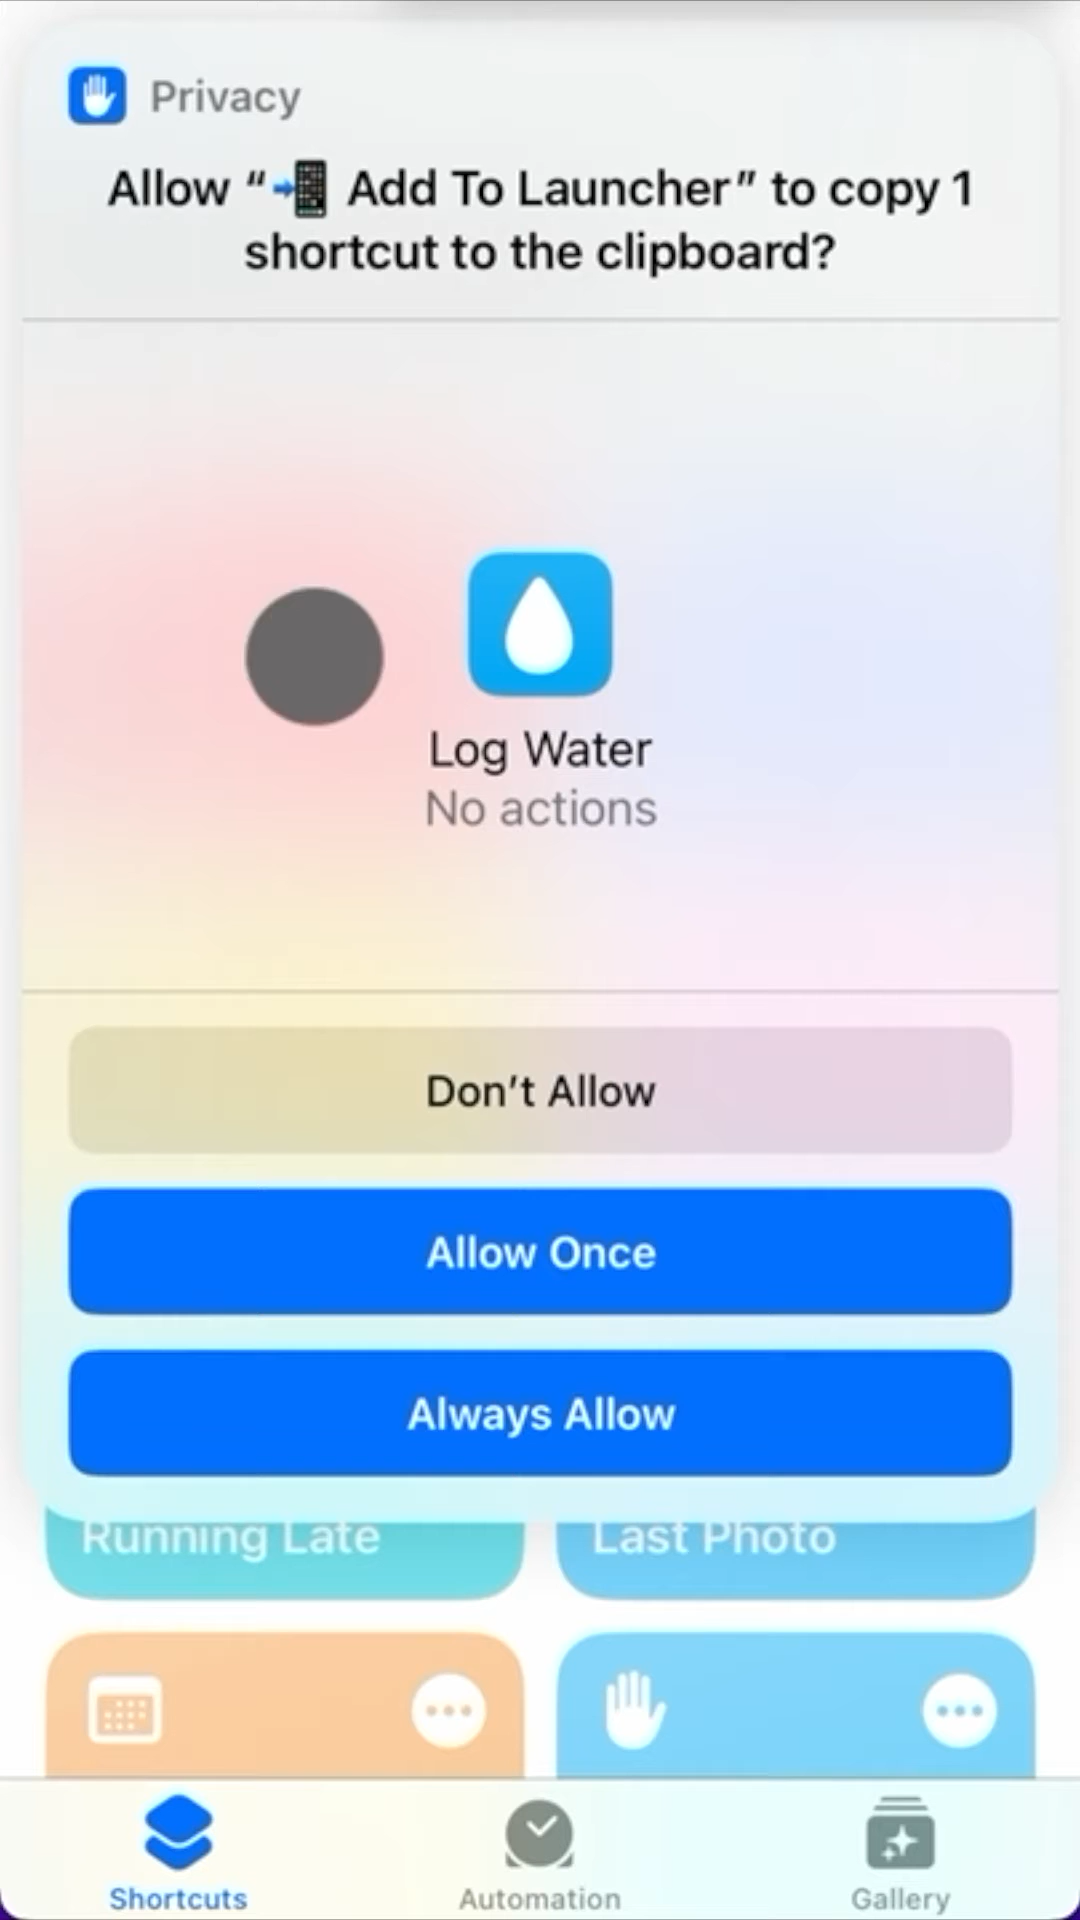 Privacy
Allow “📲 Add To Launcher” to copy 1
shortcut to the clipboard?
Log Water
No actions
Don’t Allow
Allow Once
Always Allow
Running Late
Last Photo
Shortcuts
Automation
Gallery